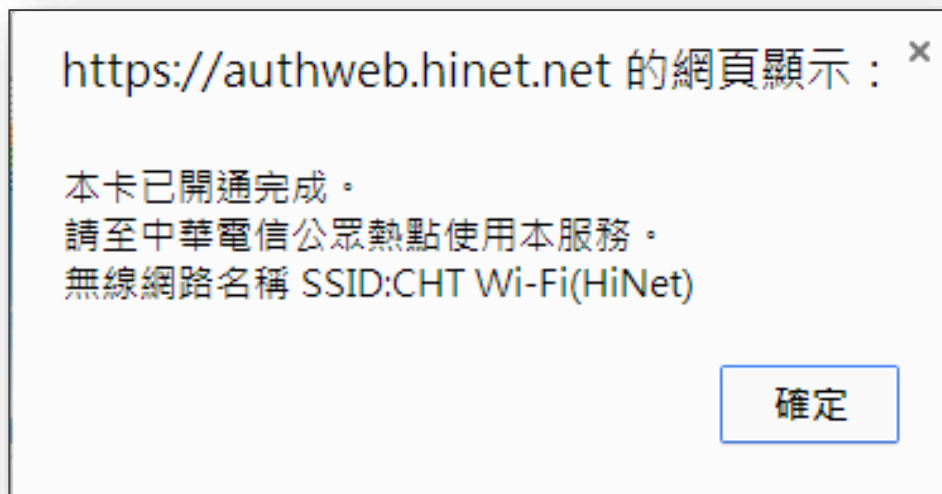 https://authweb.hinet.net 的網頁顯示：
×
本卡已開通完成。
請至中華電信公眾熱點使用本服務。
無線網路名稱 SSID:CHT Wi-Fi(HiNet)
確定